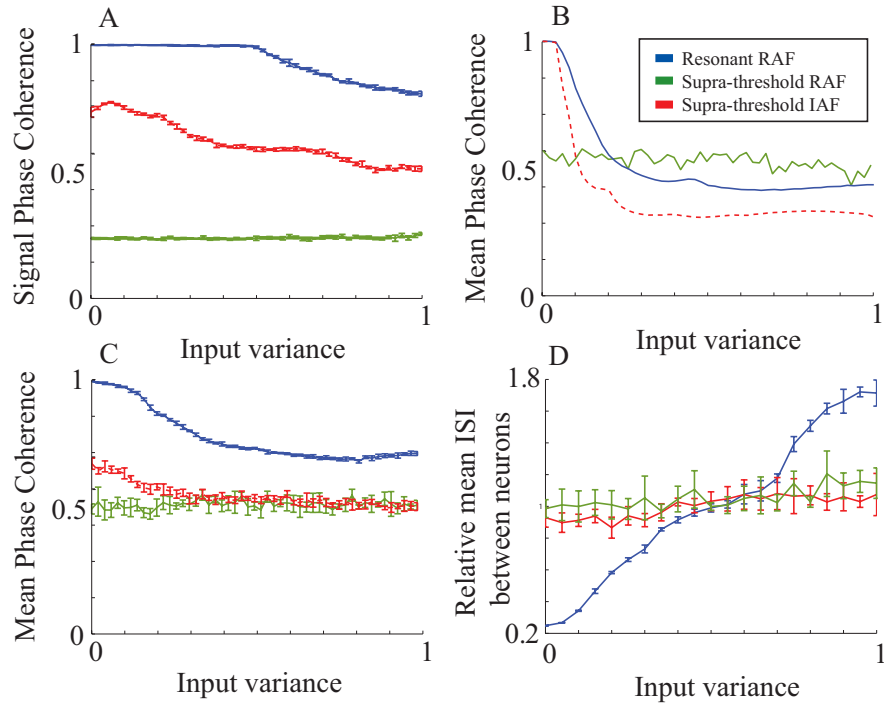 A
1
0.5
0
Signal Phase Coherence
0
1
Input variance
B
1
0.5
0
Mean Phase Coherence
0
1
Input variance
Resonant RAF
Supra-threshold RAF
Supra-threshold IAF
C
1
0.5
0
Mean Phase Coherence
0
1
Input variance
D
1.8
0.2
Relative mean ISI
between neurons
0
1
Input variance